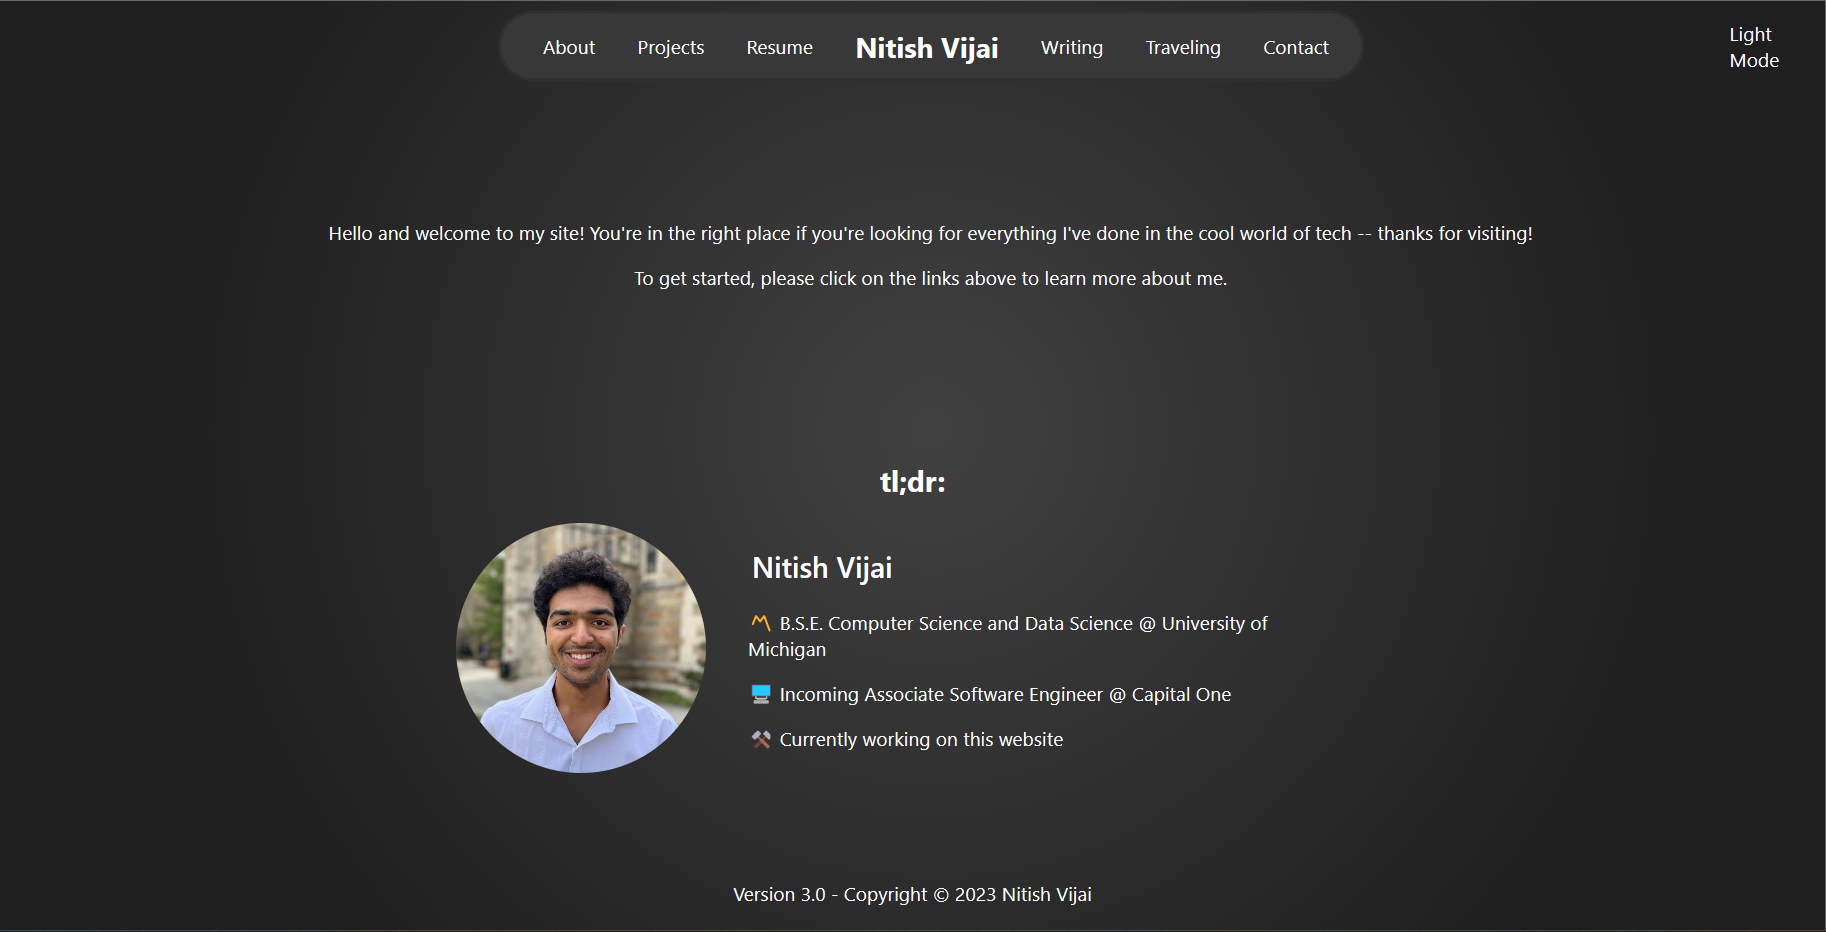 About Projects Resume Nitish Vijai Writing Traveling Contact
Light
Mode
Hello and welcome to my site! You're in the right place if you're looking for everything I've done in the cool world of tech -- thanks for visiting!
To get started, please click on the links above to learn more about me.
tl;dr:
Nitish Vijai
〽️ B.S.E. Computer Science and Data Science @ University of
Michigan
🖥️ Incoming Associate Software Engineer @ Capital One
⚒️ Currently working on this website
Version 3.0 - Copyright © 2023 Nitish Vijai